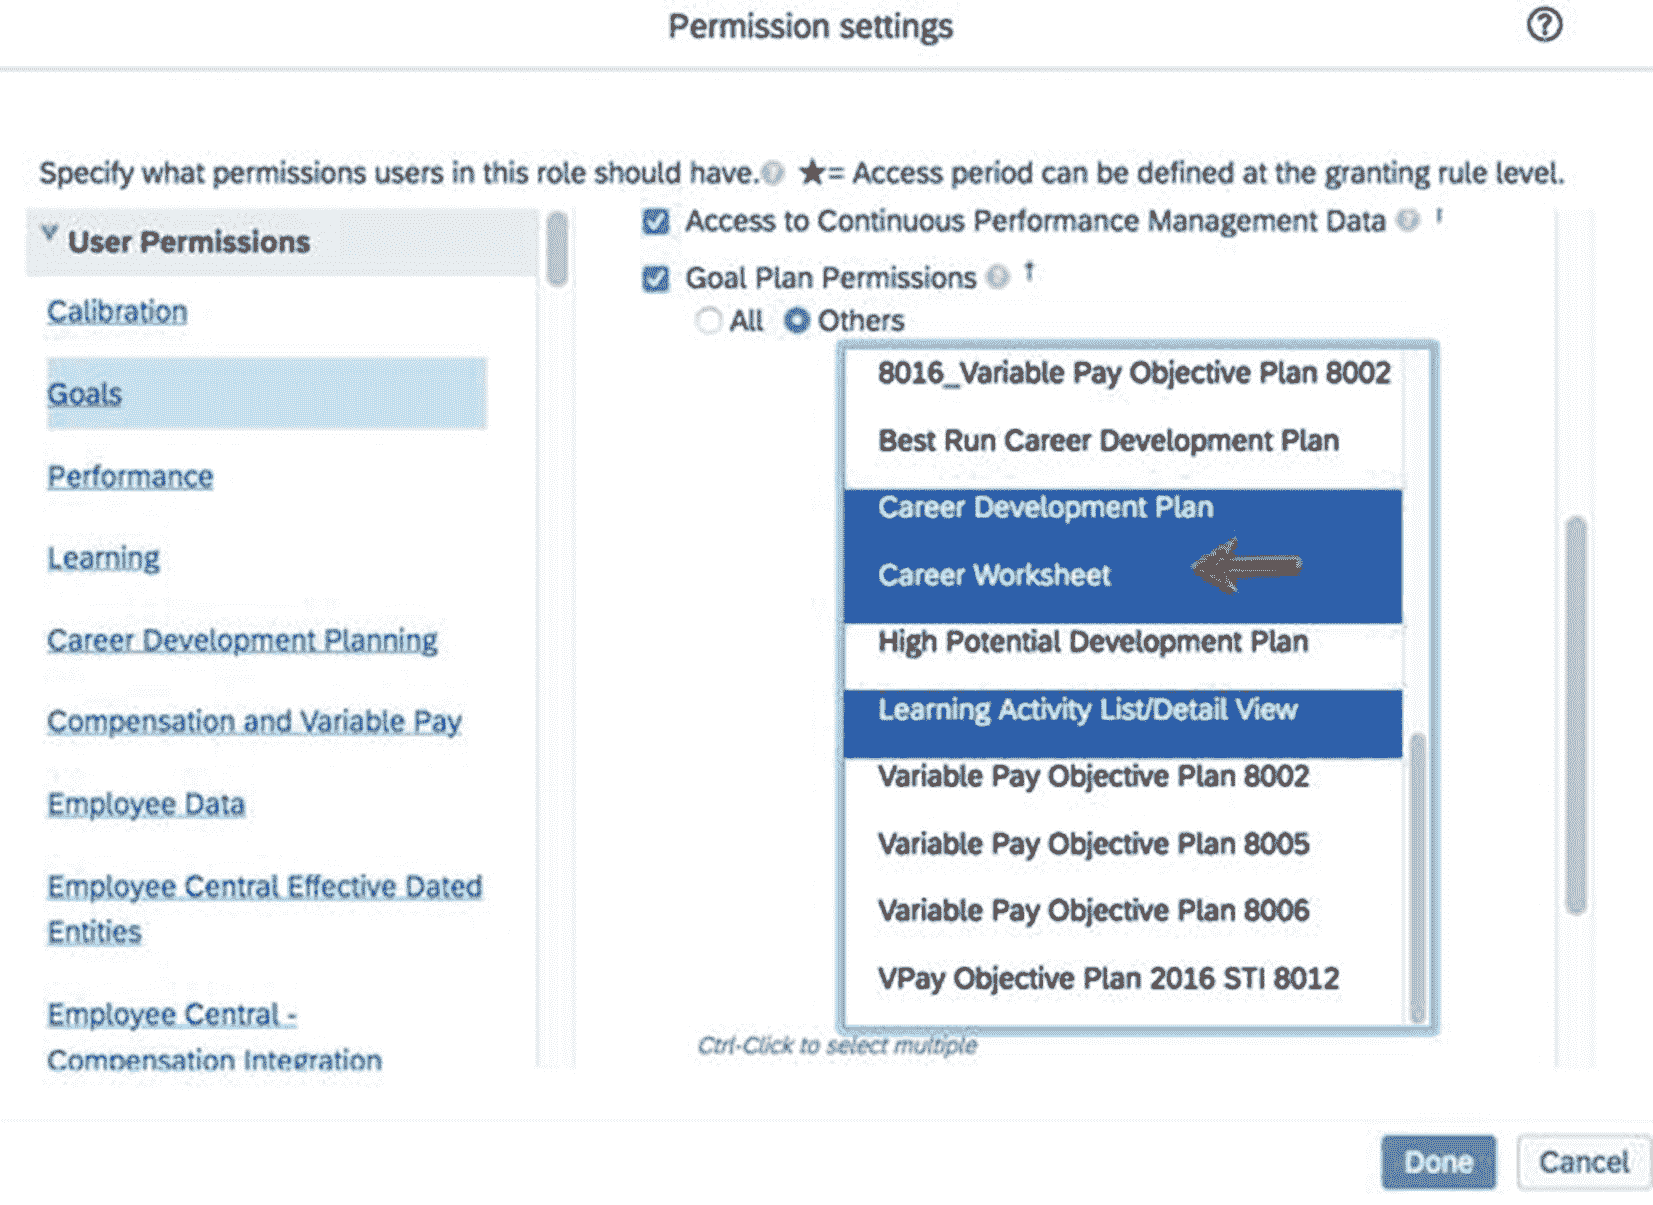 Permission settings
Specify what permissions users in this role should have. ★= Access period can be defined at the granting rule level.
User Permissions
Calibration
Goals
Performance
Learning
Career Development Planning
Compensation and Variable Pay
Employee Data
Employee Central Effective Dated
Entities
Employee Central -
Compensation Integration
Access to Continuous Performance Management Data †
Goal Plan Permissions †
All Others
8016_Variable Pay Objective Plan 8002
Best Run Career Development Plan
Career Development Plan
Career Worksheet
High Potential Development Plan
Learning Activity List/Detail View
Variable Pay Objective Plan 8002
Variable Pay Objective Plan 8005
Variable Pay Objective Plan 8006
VPay Objective Plan 2016 STI 8012
Ctrl-Click to select multiple
Done Cancel